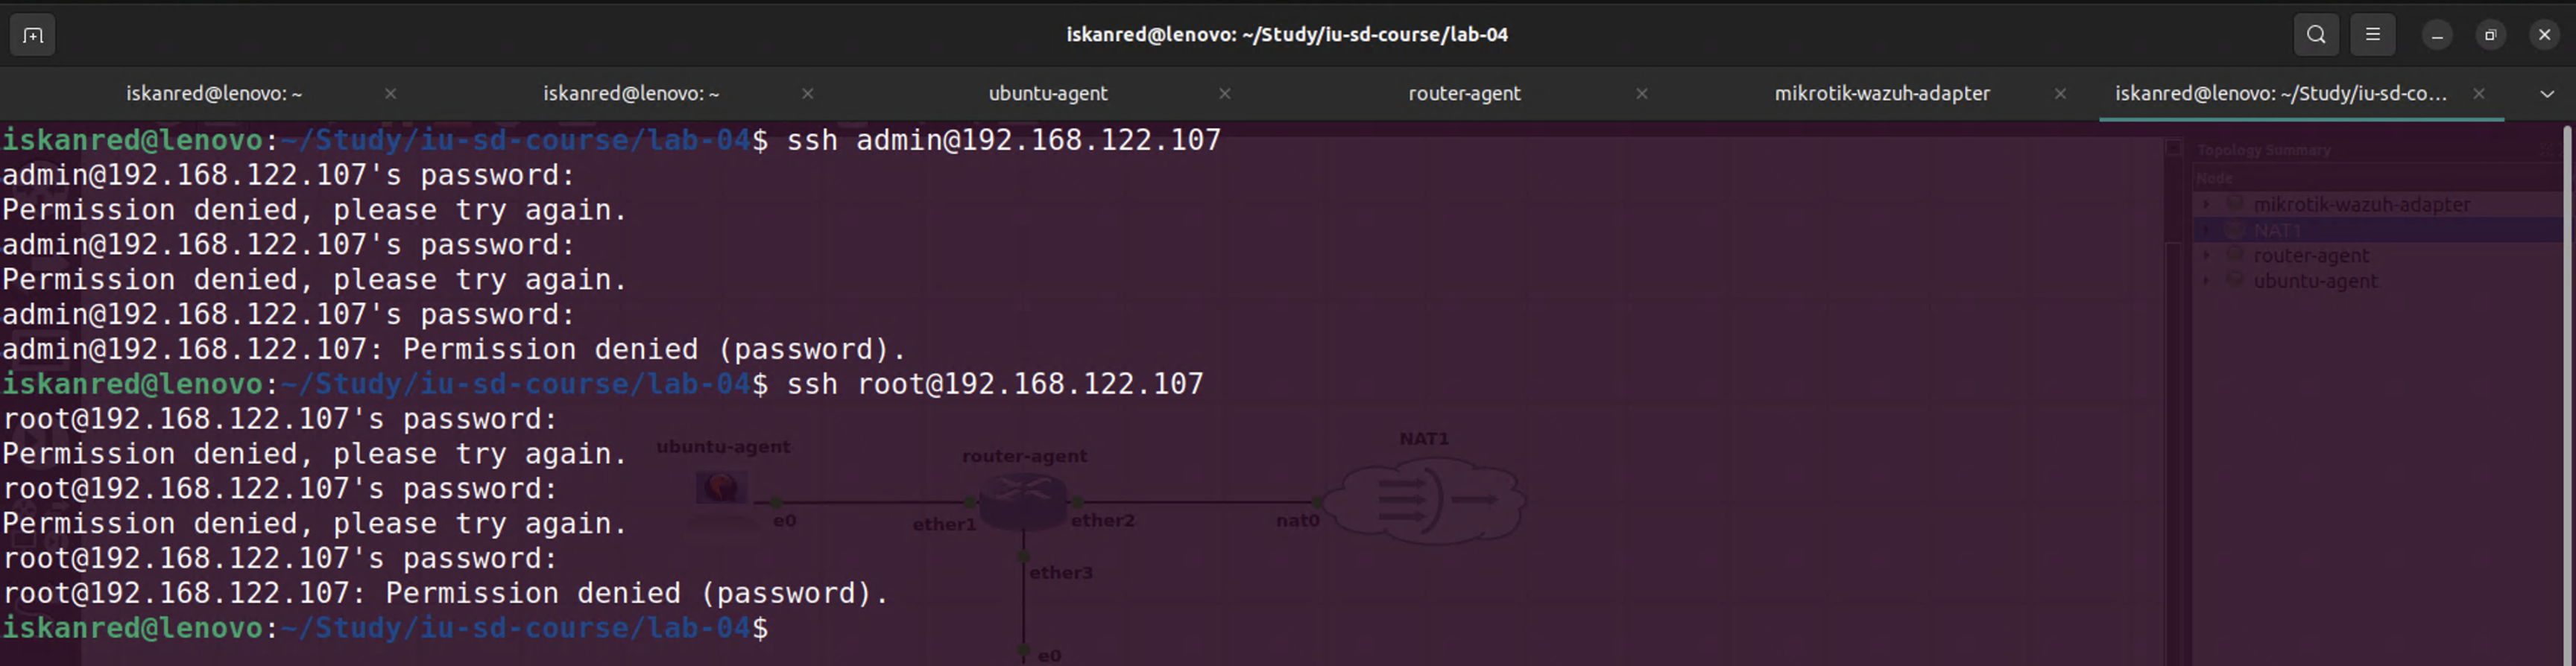 iskanred@lenovo: ~/Study/iu-sd-course/lab-04
iskanred@lenovo: ~
iskanred@lenovo: ~
ubuntu-agent
router-agent
mikrotik-wazuh-adapter
iskanred@lenovo: ~/Study/iu-sd-co...
iskanred@lenovo:~/Study/iu-sd-course/lab-04$ ssh admin@192.168.122.107
admin@192.168.122.107's password:
Permission denied, please try again.
admin@192.168.122.107's password:
Permission denied, please try again.
admin@192.168.122.107's password:
admin@192.168.122.107: Permission denied (password).
iskanred@lenovo:~/Study/iu-sd-course/lab-04$ ssh root@192.168.122.107
root@192.168.122.107's password:
Permission denied, please try again.
root@192.168.122.107's password:
Permission denied, please try again.
root@192.168.122.107's password:
root@192.168.122.107: Permission denied (password).
iskanred@lenovo:~/Study/iu-sd-course/lab-04$
Topology Summary
Node
mikrotik-wazuh-adapter
NAT1
router-agent
ubuntu-agent
ubuntu-agent
router-agent
NAT1
e0
ether1
ether2
nat0
ether3
e0